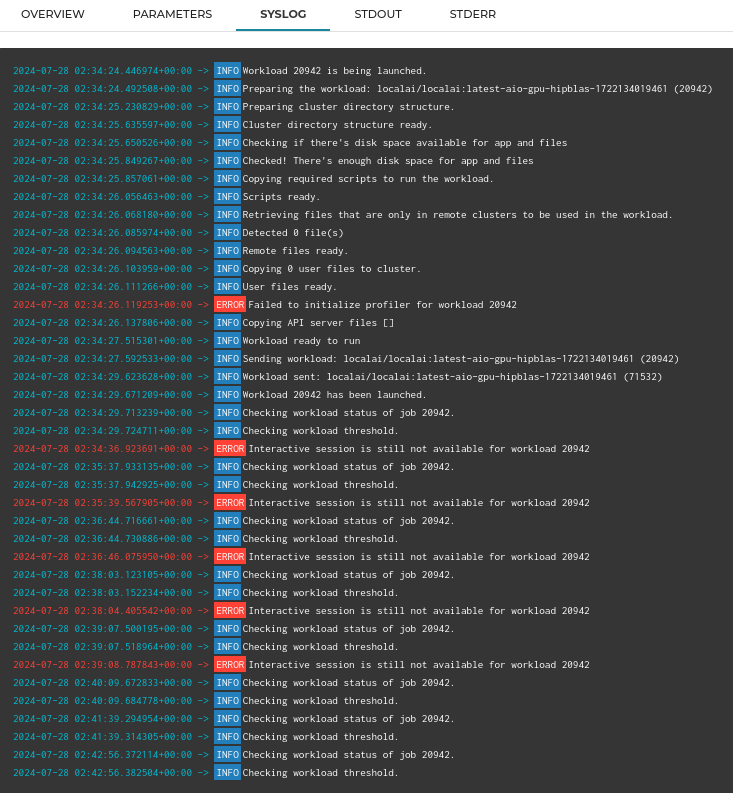 OVERVIEW PARAMETERS SYSLOG STDOUT STDERR
2024-07-28 02:34:24.446974+00:00 -> INFO Workload 20942 is being launched.
2024-07-28 02:34:24.492508+00:00 -> INFO Preparing the workload: localai/localai:latest-aio-gpu-hipblas-1722134019461 (20942)
2024-07-28 02:34:25.230829+00:00 -> INFO Preparing cluster directory structure.
2024-07-28 02:34:25.635597+00:00 -> INFO Cluster directory structure ready.
2024-07-28 02:34:25.650526+00:00 -> INFO Checking if there's disk space available for app and files
2024-07-28 02:34:25.849267+00:00 -> INFO Checked! There's enough disk space for app and files
2024-07-28 02:34:25.857061+00:00 -> INFO Copying required scripts to run the workload.
2024-07-28 02:34:26.056463+00:00 -> INFO Scripts ready.
2024-07-28 02:34:26.068180+00:00 -> INFO Retrieving files that are only in remote clusters to be used in the workload.
2024-07-28 02:34:26.085974+00:00 -> INFO Detected 0 file(s)
2024-07-28 02:34:26.094563+00:00 -> INFO Remote files ready.
2024-07-28 02:34:26.103959+00:00 -> INFO Copying 0 user files to cluster.
2024-07-28 02:34:26.111266+00:00 -> INFO User files ready.
2024-07-28 02:34:26.119253+00:00 -> ERROR Failed to initialize profiler for workload 20942
2024-07-28 02:34:26.137806+00:00 -> INFO Copying API server files []
2024-07-28 02:34:27.515301+00:00 -> INFO Workload ready to run
2024-07-28 02:34:27.592533+00:00 -> INFO Sending workload: localai/localai:latest-aio-gpu-hipblas-1722134019461 (20942)
2024-07-28 02:34:29.623628+00:00 -> INFO Workload sent: localai/localai:latest-aio-gpu-hipblas-1722134019461 (71532)
2024-07-28 02:34:29.671209+00:00 -> INFO Workload 20942 has been launched.
2024-07-28 02:34:29.713239+00:00 -> INFO Checking workload status of job 20942.
2024-07-28 02:34:29.724711+00:00 -> INFO Checking workload threshold.
2024-07-28 02:34:36.923691+00:00 -> ERROR Interactive session is still not available for workload 20942
2024-07-28 02:35:37.933135+00:00 -> INFO Checking workload status of job 20942.
2024-07-28 02:35:37.942925+00:00 -> INFO Checking workload threshold.
2024-07-28 02:35:39.567905+00:00 -> ERROR Interactive session is still not available for workload 20942
2024-07-28 02:36:44.716661+00:00 -> INFO Checking workload status of job 20942.
2024-07-28 02:36:44.730886+00:00 -> INFO Checking workload threshold.
2024-07-28 02:36:46.075950+00:00 -> ERROR Interactive session is still not available for workload 20942
2024-07-28 02:38:03.123105+00:00 -> INFO Checking workload status of job 20942.
2024-07-28 02:38:03.152234+00:00 -> INFO Checking workload threshold.
2024-07-28 02:38:04.405542+00:00 -> ERROR Interactive session is still not available for workload 20942
2024-07-28 02:39:07.500195+00:00 -> INFO Checking workload status of job 20942.
2024-07-28 02:39:07.518964+00:00 -> INFO Checking workload threshold.
2024-07-28 02:39:08.787843+00:00 -> ERROR Interactive session is still not available for workload 20942
2024-07-28 02:40:09.672833+00:00 -> INFO Checking workload status of job 20942.
2024-07-28 02:40:09.684778+00:00 -> INFO Checking workload threshold.
2024-07-28 02:41:39.294954+00:00 -> INFO Checking workload status of job 20942.
2024-07-28 02:41:39.314305+00:00 -> INFO Checking workload threshold.
2024-07-28 02:42:56.372114+00:00 -> INFO Checking workload status of job 20942.
2024-07-28 02:42:56.382504+00:00 -> INFO Checking workload threshold.